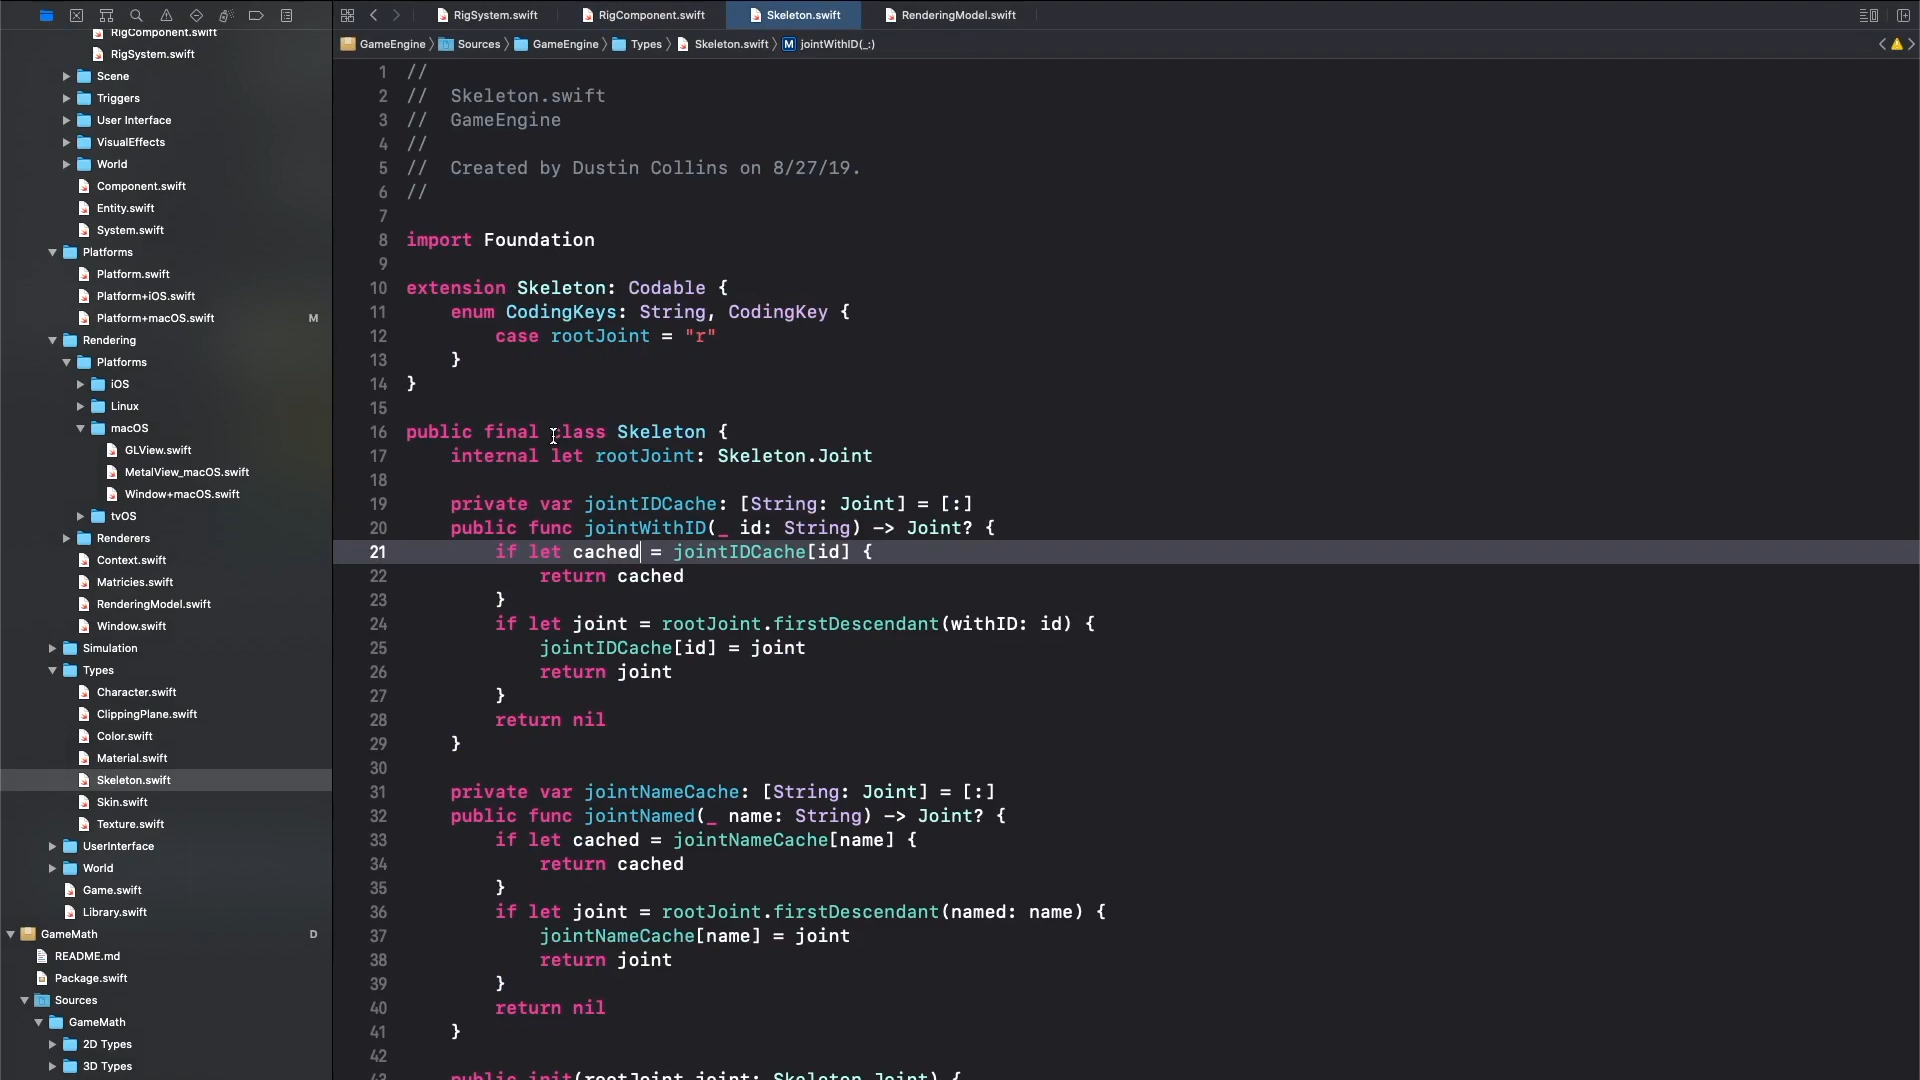 RigComponent.swift
RigSystem.swift
Scene
Triggers
User Interface
VisualEffects
World
Component.swift
Entity.swift
System.swift
Platforms
Platform.swift
Platform+iOS.swift
Platform+macOS.swift M
Rendering
Platforms
iOS
Linux
macOS
GLView.swift
MetalView_macOS.swift
Window+macOS.swift
tvOS
Renderers
Context.swift
Matricies.swift
RenderingModel.swift
Window.swift
Simulation
Types
Character.swift
ClippingPlane.swift
Color.swift
Material.swift
Skeleton.swift
Skin.swift
Texture.swift
UserInterface
World
Game.swift
Library.swift
GameMath D
README.md
Package.swift
Sources
GameMath
2D Types
3D Types
RigSystem.swift RigComponent.swift Skeleton.swift RenderingModel.swift
GameEngine Sources GameEngine Types Skeleton.swift M jointWithID(_:)
1 //
2 // Skeleton.swift
3 // GameEngine
4 //
5 // Created by Dustin Collins on 8/27/19.
6 //
7
8 import Foundation
9
10 extension Skeleton: Codable {
11 enum CodingKeys: String, CodingKey {
12 case rootJoint = "r"
13 }
14 }
15
16 public final class Skeleton {
17 internal let rootJoint: Skeleton.Joint
18
19 private var jointIDCache: [String: Joint] = [:]
20 public func jointWithID(_ id: String) -> Joint? {
21 if let cached = jointIDCache[id] {
22 return cached
23 }
24 if let joint = rootJoint.firstDescendant(withID: id) {
25 jointIDCache[id] = joint
26 return joint
27 }
28 return nil
29 }
30
31 private var jointNameCache: [String: Joint] = [:]
32 public func jointNamed(_ name: String) -> Joint? {
33 if let cached = jointNameCache[name] {
34 return cached
35 }
36 if let joint = rootJoint.firstDescendant(named: name) {
37 jointNameCache[name] = joint
38 return joint
39 }
40 return nil
41 }
42
43 public init(rootJoint joint: Skeleton.Joint) {